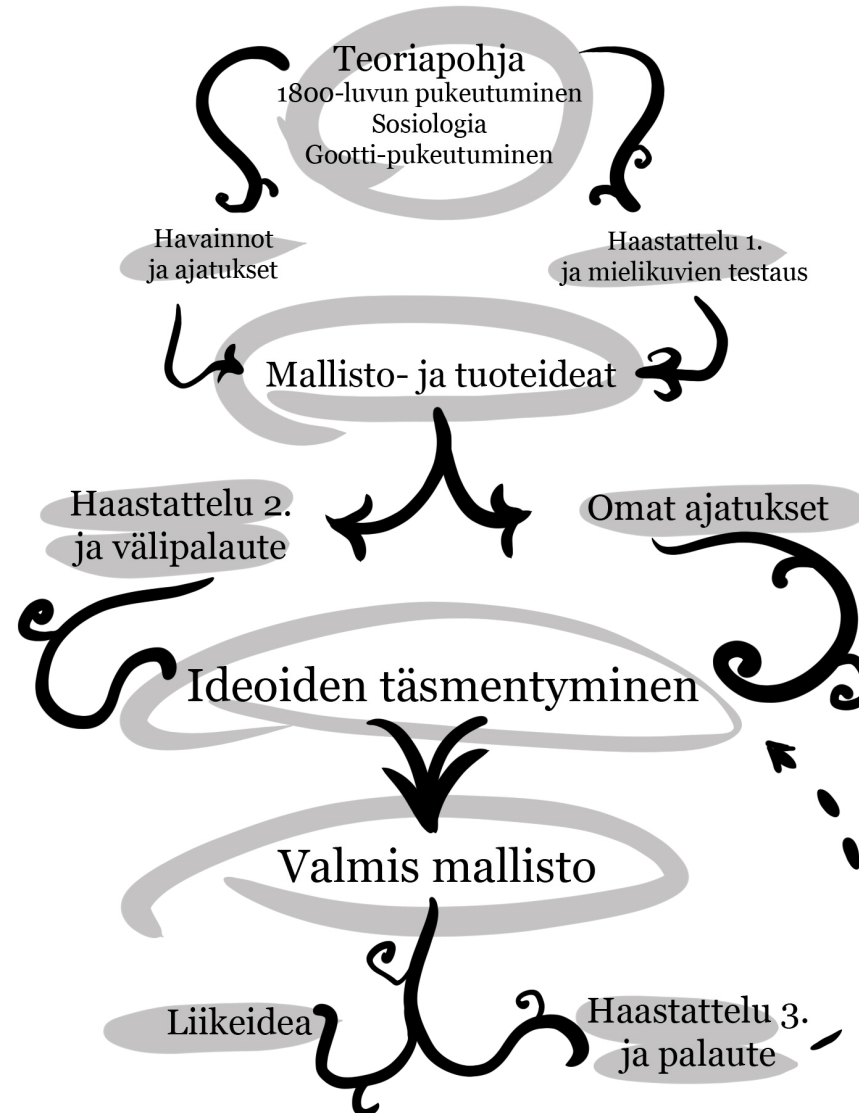 Teoriapohja
1800-luvun pukeutuminen
Sosiologia
Gootti-pukeutuminen
Havainnot
ja ajatukset
Haastattelu 1.
ja mielikuvien testaus
Mallisto- ja tuoteideat
Haastattelu 2.
ja välipalaute
Omat ajatukset
Ideoiden täsmentyminen
Valmis mallisto
Liikeidea
Haastattelu 3.
ja palaute